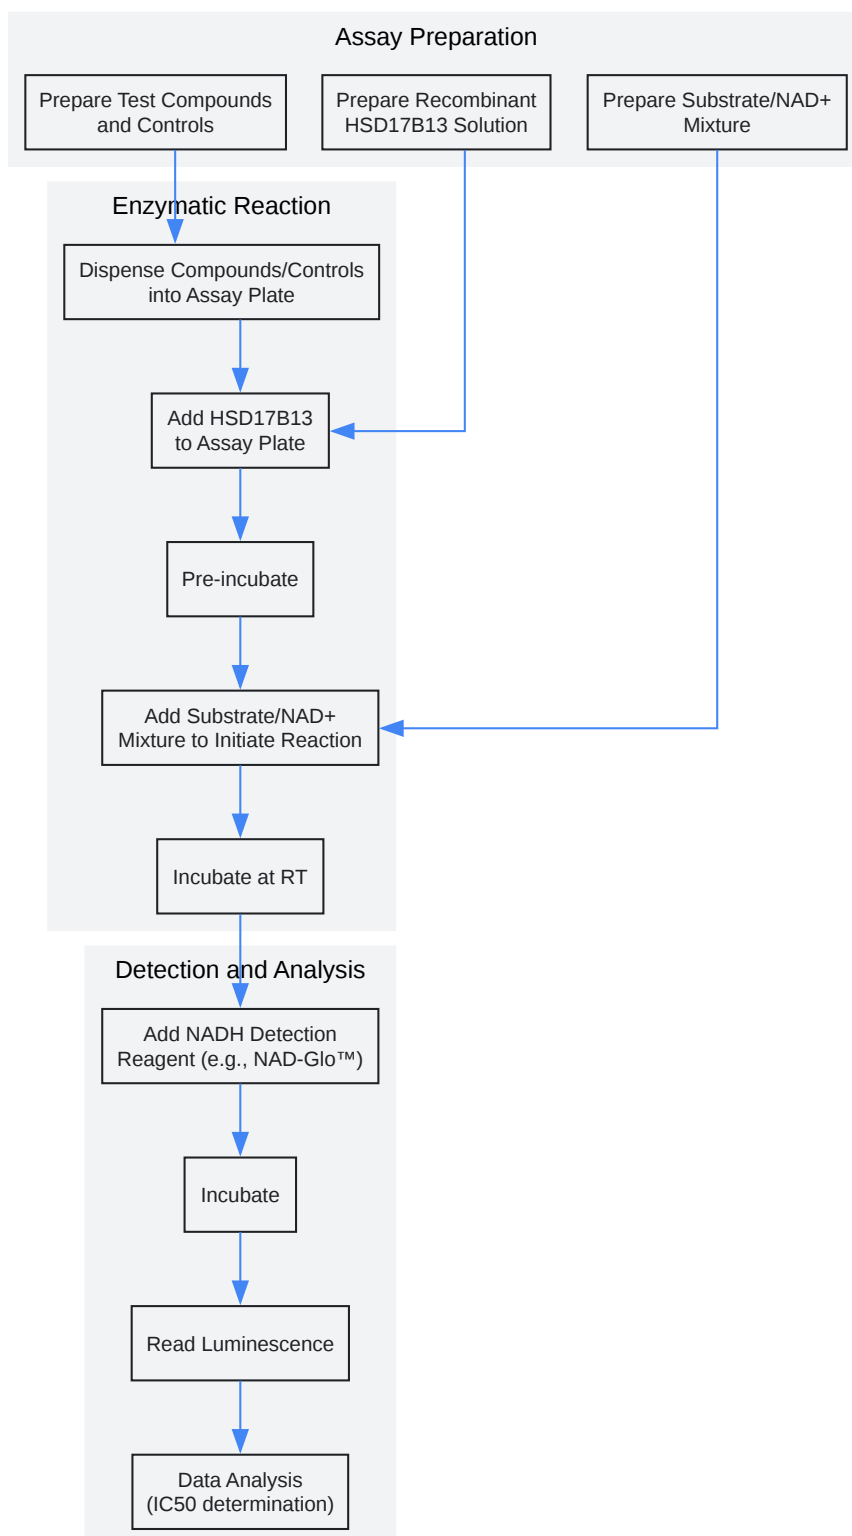 Assay Preparation
Prepare Test Compounds
and Controls
Prepare Recombinant
HSD17B13 Solution
Prepare Substrate/NAD+
Mixture
Enzymatic Reaction
Dispense Compounds/Controls
into Assay Plate
Add HSD17B13
to Assay Plate
Pre-incubate
Add Substrate/NAD+
Mixture to Initiate Reaction
Incubate at RT
Detection and Analysis
Add NADH Detection
Reagent (e.g., NAD-Glo™)
Incubate
Read Luminescence
Data Analysis
(IC50 determination)